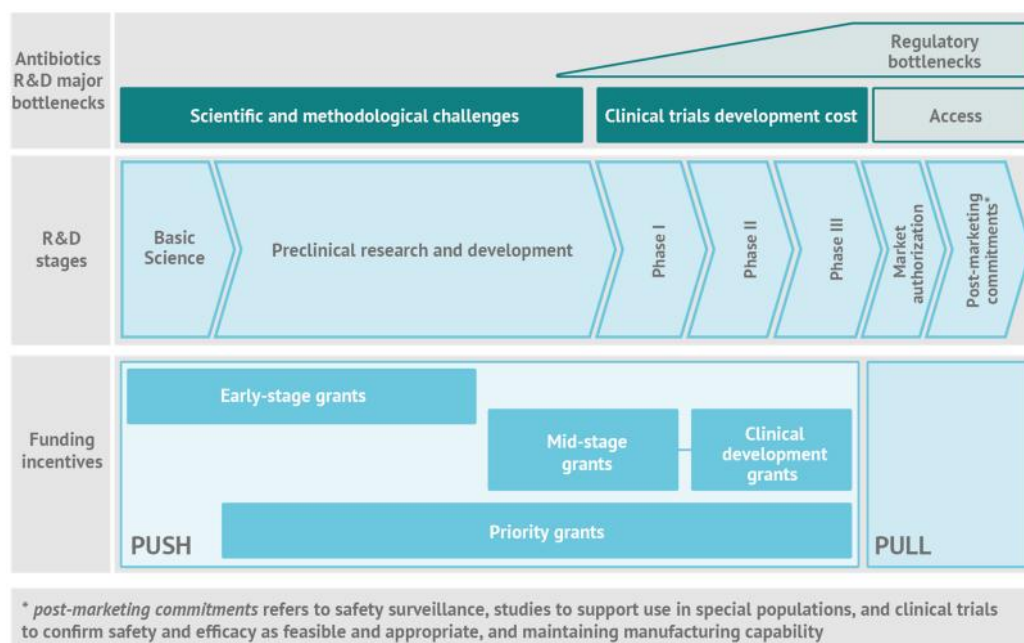 Antibiotics
R&D major
bottlenecks
Regulatory
bottlenecks
Scientific and methodological challenges
Clinical trials development cost
Access
R&D
stages
Basic
Science
Preclinical research and development
Phase I
Phase II
Phase III
Market
authorization
Post-marketing
commitments*
Funding
incentives
Early-stage grants
Mid-stage
grants
Clinical
development
grants
Priority grants
PUSH
PULL
* post-marketing commitments refers to safety surveillance, studies to support use in special populations, and clinical trials
to confirm safety and efficacy as feasible and appropriate, and maintaining manufacturing capability